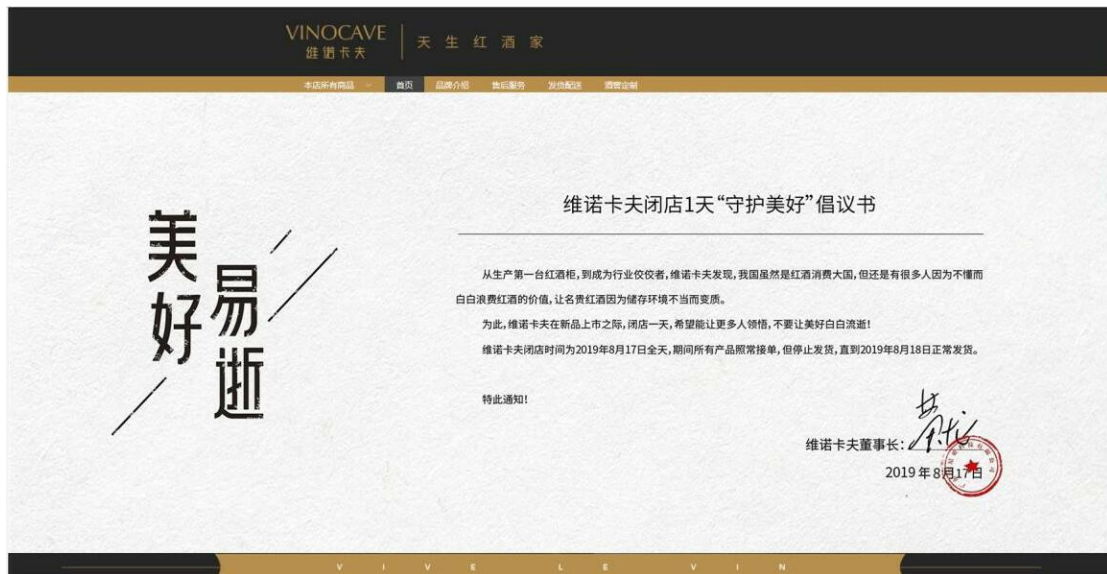 VINOCAVE
维诺卡夫
天生红酒家
本店所有商品 首页 品牌介绍 售后服务 发货配送 酒窖定制
美好
易逝
维诺卡夫闭店1天“守护美好”倡议书
从生产第一台红酒柜,到成为行业佼佼者,维诺卡夫发现,我国虽然是红酒消费大国,但还是有很多人因为不懂而
白白浪费红酒的价值,让名贵红酒因为储存环境不当而变质。
为此,维诺卡夫在新品上市之际,闭店一天,希望能让更多人领悟,不要让美好白白流逝!
维诺卡夫闭店时间为2019年8月17日全天,期间所有产品照常接单,但停止发货,直到2019年8月18日正常发货。
特此通知!
维诺卡夫董事长:
2019年8月17日
VIVE LE VIN